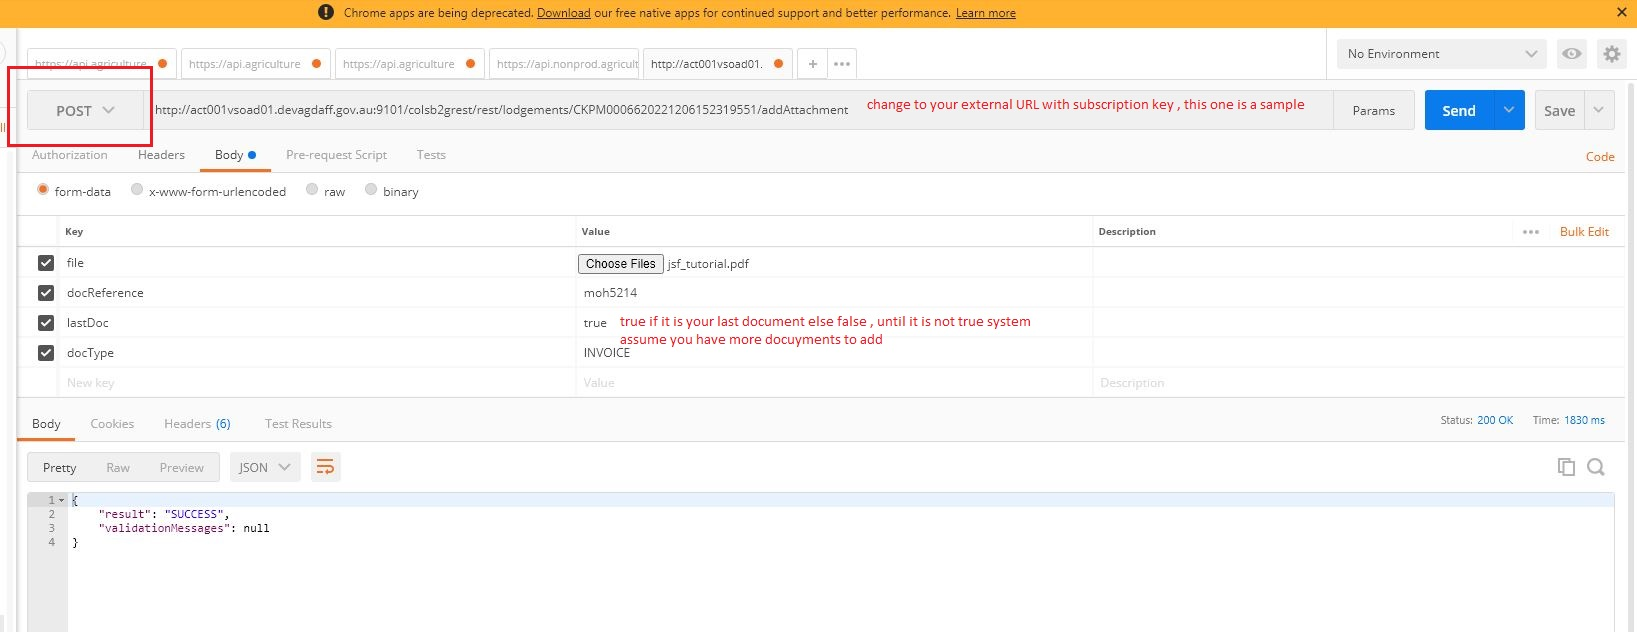 Chrome apps are being deprecated. Download our free native apps for continued support and better performance. Learn more
https://api.agriculture https://api.agriculture https://api.agriculture https://api.nonprod.agricult http://act001vsoad01. + No Environment
POST http://act001vsoad01.devagdaff.gov.au:9101/colsb2grest/rest/lodgements/CKPM0006620221206152319551/addAttachment change to your external URL with subscription key , this one is a sample Params Send Save
Authorization Headers Body Pre-request Script Tests Code
form-data x-www-form-urlencoded raw binary
Key Value Description Bulk Edit
file Choose Files jsf_tutorial.pdf
docReference moh5214
lastDoc true true if it is your last document else false , until it is not true system
assume you have more docuyments to add
docType INVOICE
New key Value Description
Body Cookies Headers (6) Test Results Status: 200 OK Time: 1830 ms
Pretty Raw Preview JSON
1 {
2 "result": "SUCCESS",
3 "validationMessages": null
4 }